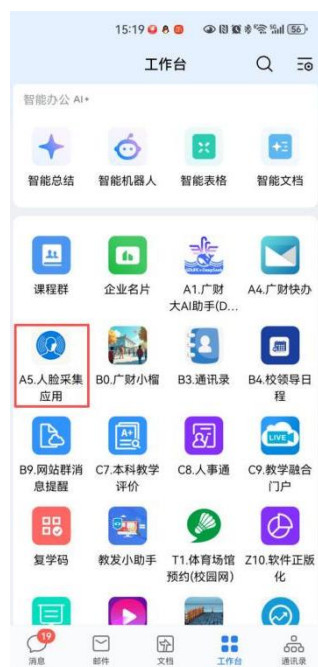 15:19
56
工作台
智能办公 AI+
智能总结
智能机器人
智能表格
智能文档
课程群
企业名片
A1.广财
大AI助手(D...
A4.广财快办
A5.人脸采集
应用
B0.广财小榴
B3.通讯录
B4.校领导日
程
B9.网站群消
息提醒
C7.本科教学
评价
C8.人事通
LIVE
C9.教学融合
门户
复学码
教发小助手
T1.体育场馆
预约(校园网)
Z10.软件正版
化
19
消息
邮件
文档
工作台
通讯录